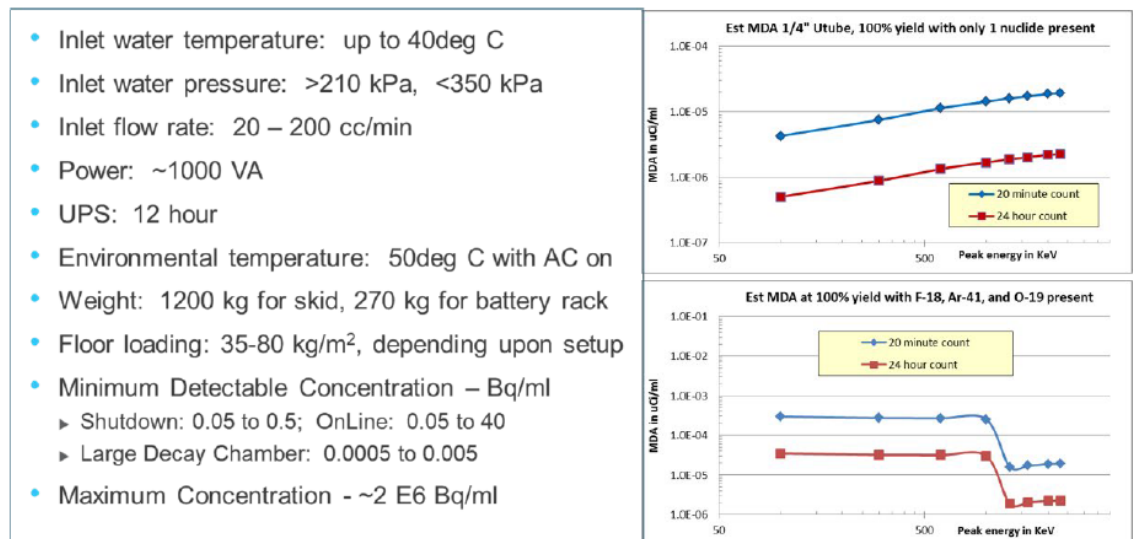 • Inlet water temperature: up to 40deg C
• Inlet water pressure: >210 kPa, <350 kPa
• Inlet flow rate: 20 – 200 cc/min
• Power: ~1000 VA
• UPS: 12 hour
• Environmental temperature: 50deg C with AC on
• Weight: 1200 kg for skid, 270 kg for battery rack
• Floor loading: 35-80 kg/m², depending upon setup
• Minimum Detectable Concentration – Bq/ml
▶ Shutdown: 0.05 to 0.5; OnLine: 0.05 to 40
▶ Large Decay Chamber: 0.0005 to 0.005
• Maximum Concentration - ~2 E6 Bq/ml
Est MDA 1/4" Utube, 100% yield with only 1 nuclide present
MDA in uCi/ml
1.0E-04
1.0E-05
1.0E-06
1.0E-07
20 minute count
24 hour count
50
500
Peak energy in KeV
Est MDA at 100% yield with F-18, Ar-41, and O-19 present
MDA in uCi/ml
1.0E-01
1.0E-02
1.0E-03
1.0E-04
1.0E-05
1.0E-06
20 minute count
24 hour count
50
500
Peak energy in KeV